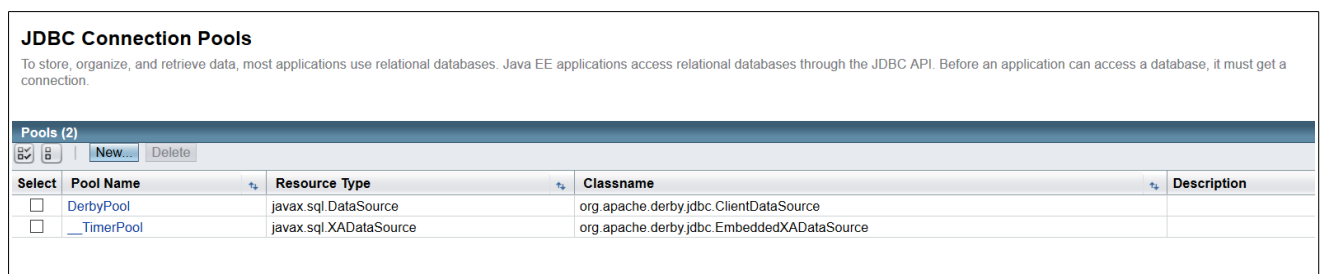 JDBC Connection Pools
To store, organize, and retrieve data, most applications use relational databases. Java EE applications access relational databases through the JDBC API. Before an application can access a database, it must get a
connection.
Pools (2)
New... Delete
Select Pool Name Resource Type Classname Description
DerbyPool javax.sql.DataSource org.apache.derby.jdbc.ClientDataSource
__TimerPool javax.sql.XADataSource org.apache.derby.jdbc.EmbeddedXADataSource